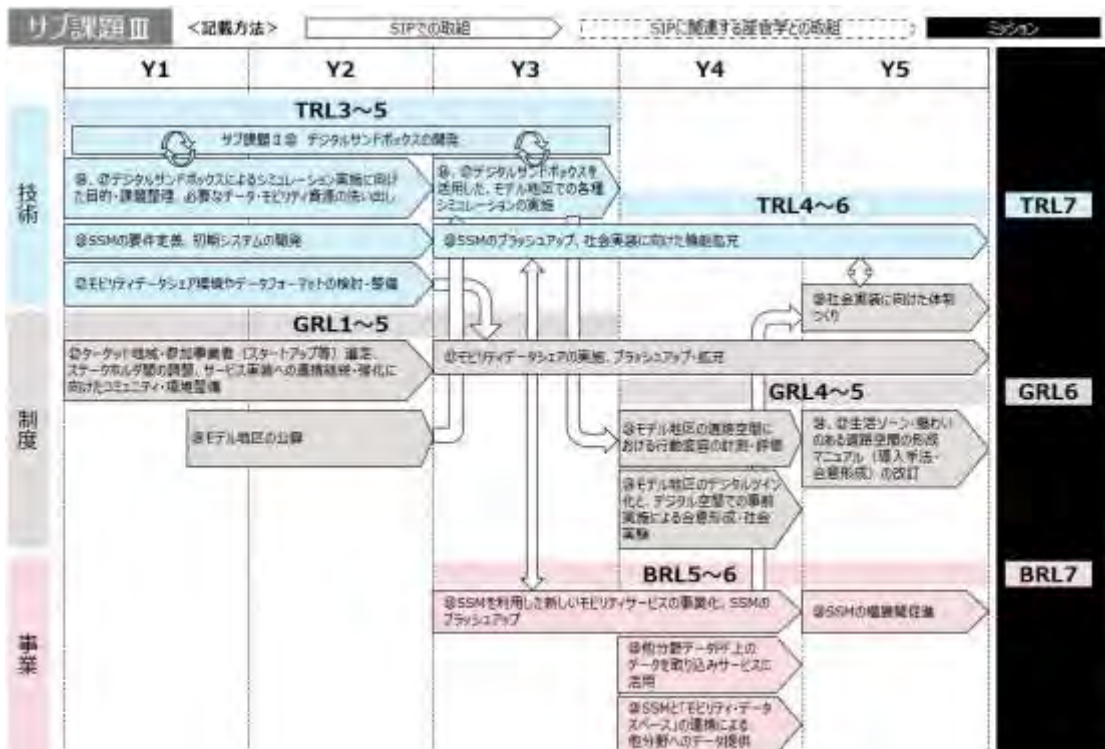 サブ課題Ⅲ
<記載方法>
SIPでの取組
SIPに関連する産官学との取組
ミッション
Y1
Y2
Y3
Y4
Y5
技術
TRL3～5
デジタルサンドボックスの開発
デジタルサンドボックスによるシミュレーション実施に向け
た目的・課題整理、必要なデータ・モビリティ資源の洗い出し
デジタルサンドボックスを
活用した、モデル地区での各種
シミュレーションの実施
TRL4～6
TRL7
SSMの要件定義、初期システムの開発
SSMのブラッシュアップ、社会実装に向けた機能拡充
モビリティデータシェア環境やデータフォーマットの検討・整備
社会実装に向けた体制
づくり
制度
GRL1～5
ターゲット地域・参加事業者（スタートアップ等）選定、
ステークホルダ間の調整、サービス実装への連携継続・強化に
向けたコミュニティ・環境整備
モビリティデータシェアの実施、ブラッシュアップ・拡充
GRL4～5
GRL6
モデル地区の公募
モデル地区の道路空間に
おける行動変容の計測・評価
生活ゾーン・賑わい
のある道路空間の形成
マニュアル（導入手法・
合意形成）の改訂
モデル地区のデジタルツイン
化と、デジタル空間での事前
実施による合意形成・社会
実験
事業
BRL5～6
BRL7
SSMを利用した新しいモビリティサービスの事業化、SSMの
ブラッシュアップ
SSMの横展開促進
他分野データPF上の
データを取り込みサービスに
活用
SSMと「モビリティ・データ
スペース」の連携による
他分野へのデータ提供